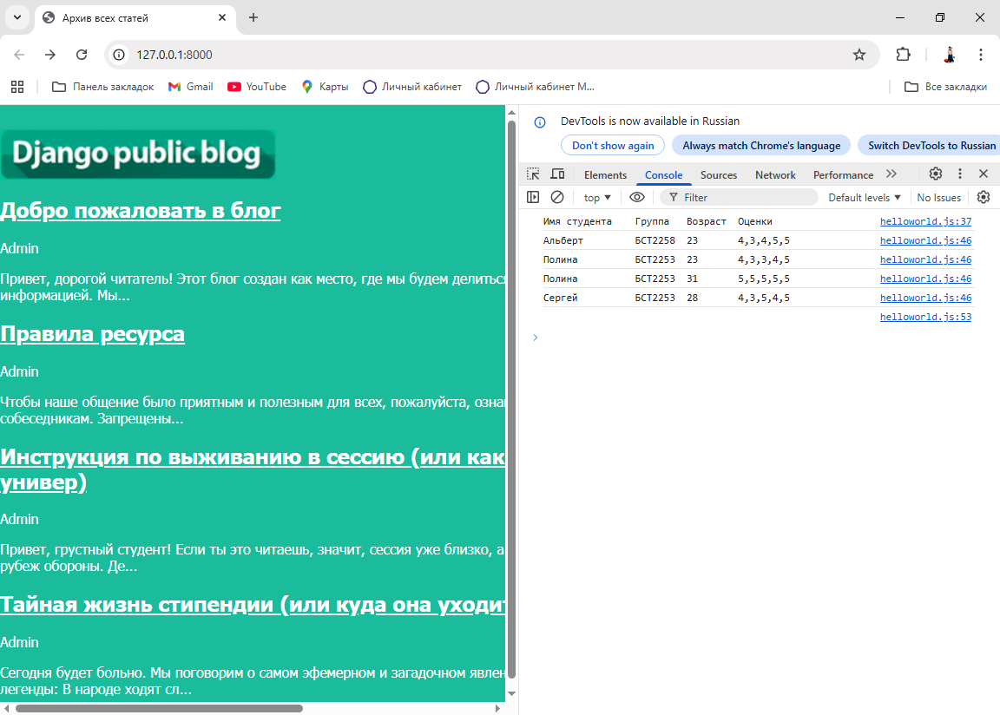 Архив всех статей
127.0.0.1:8000
Панель закладок
Gmail
YouTube
Карты
Личный кабинет
Личный кабинет М...
Все закладки
Django public blog
Добро пожаловать в блог
Admin
Привет, дорогой читатель! Этот блог создан как место, где мы будем делиться
информацией. Мы...
Правила ресурса
Admin
Чтобы наше общение было приятным и полезным для всех, пожалуйста, озна
собеседникам. Запрещены...
Инструкция по выживанию в сессию (или как
универ)
Admin
Привет, грустный студент! Если ты это читаешь, значит, сессия уже близко, а
рубеж обороны. Де...
Тайная жизнь стипендии (или куда она уходит
Admin
Сегодня будет больно. Мы поговорим о самом эфемерном и загадочном явлен
легенды: В народе ходят сл...
DevTools is now available in Russian
Don't show again
Always match Chrome's language
Switch DevTools to Russian
Elements Console Sources Network Performance
top Filter Default levels No Issues
Имя студента Группа Возраст Оценки helloworld.js:37
Альберт БСТ2258 23 4,3,4,5,5 helloworld.js:46
Полина БСТ2253 23 4,3,3,4,5 helloworld.js:46
Полина БСТ2253 31 5,5,5,5,5 helloworld.js:46
Сергей БСТ2253 28 4,3,5,4,5 helloworld.js:46
helloworld.js:53